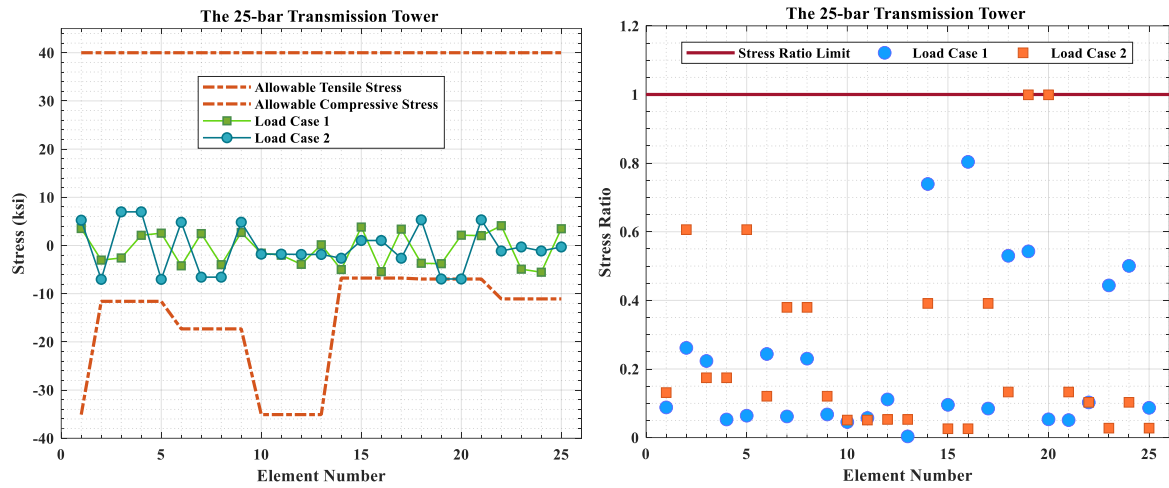 The 25-bar Transmission Tower
40
30
20
10
0
-10
-20
-30
-40
Stress (ksi)
Allowable Tensile Stress
Allowable Compressive Stress
Load Case 1
Load Case 2
0
5
10
15
20
25
Element Number
The 25-bar Transmission Tower
1.2
1
0.8
0.6
0.4
0.2
0
Stress Ratio
Stress Ratio Limit
Load Case 1
Load Case 2
0
5
10
15
20
25
Element Number